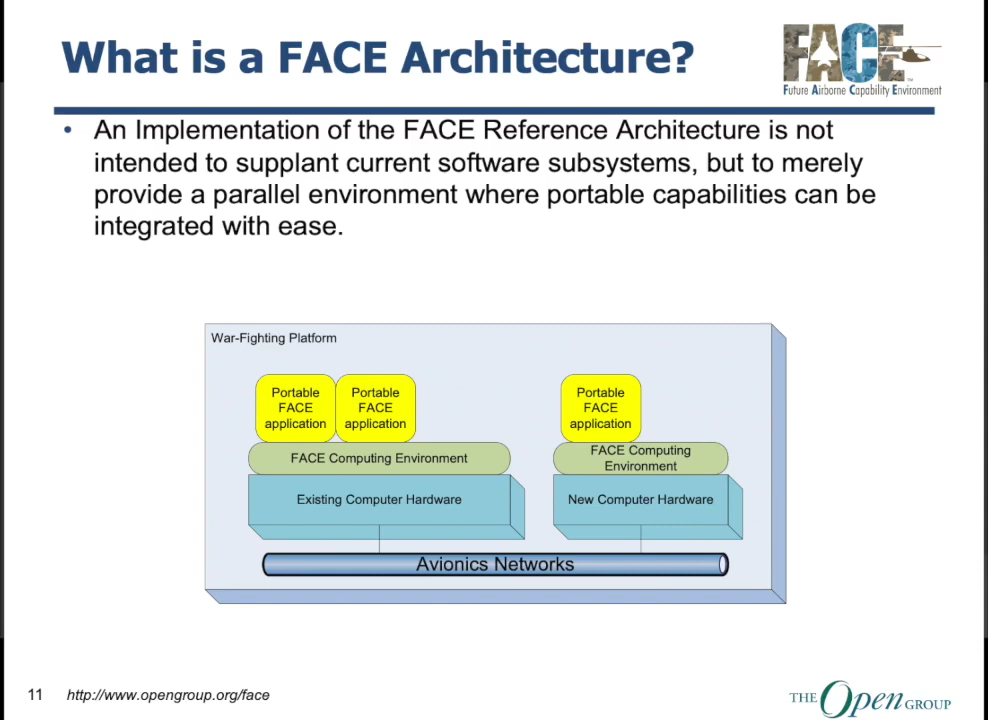 What is a FACE Architecture?
FACE™
Future Airborne Capability Environment
• An Implementation of the FACE Reference Architecture is not
intended to supplant current software subsystems, but to merely
provide a parallel environment where portable capabilities can be
integrated with ease.
War-Fighting Platform
Portable
FACE
application
Portable
FACE
application
Portable
FACE
application
FACE Computing Environment
FACE Computing
Environment
Existing Computer Hardware
New Computer Hardware
Avionics Networks
11 http://www.opengroup.org/face
THE Open GROUP